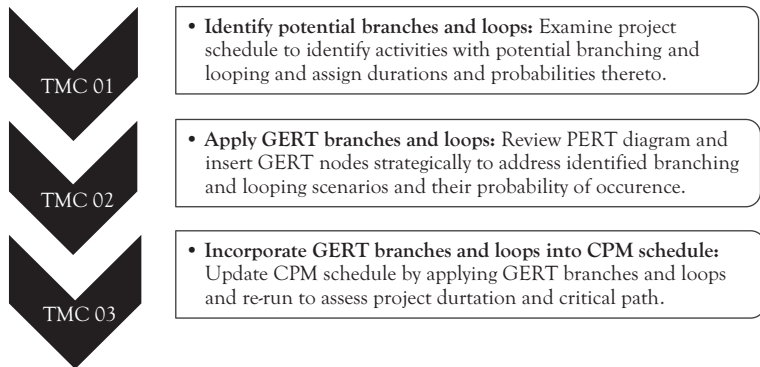 TMC 01
• Identify potential branches and loops: Examine project
schedule to identify activities with potential branching and
looping and assign durations and probabilities thereto.
TMC 02
• Apply GERT branches and loops: Review PERT diagram and
insert GERT nodes strategically to address identified branching
and looping scenarios and their probability of occurence.
TMC 03
• Incorporate GERT branches and loops into CPM schedule:
Update CPM schedule by applying GERT branches and loops
and re-run to assess project durtation and critical path.